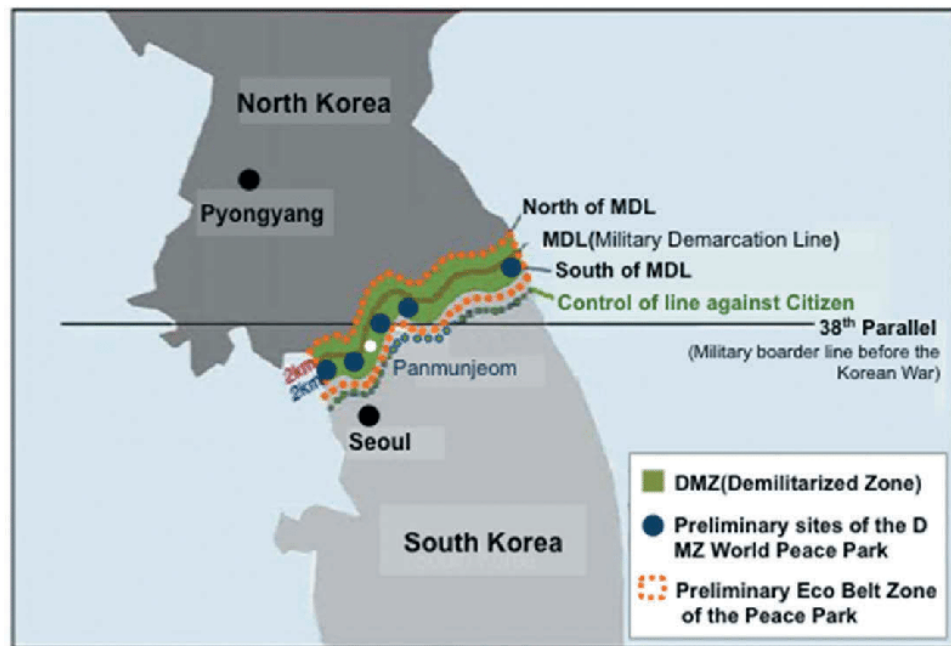 North Korea
Pyongyang
North of MDL
MDL(Military Demarcation Line)
South of MDL
Control of line against Citizen
38th Parallel
(Military boarder line before the
Korean War)
2km
2km
Panmunjeom
Seoul
South Korea
DMZ(Demilitarized Zone)
Preliminary sites of the D
MZ World Peace Park
Preliminary Eco Belt Zone
of the Peace Park